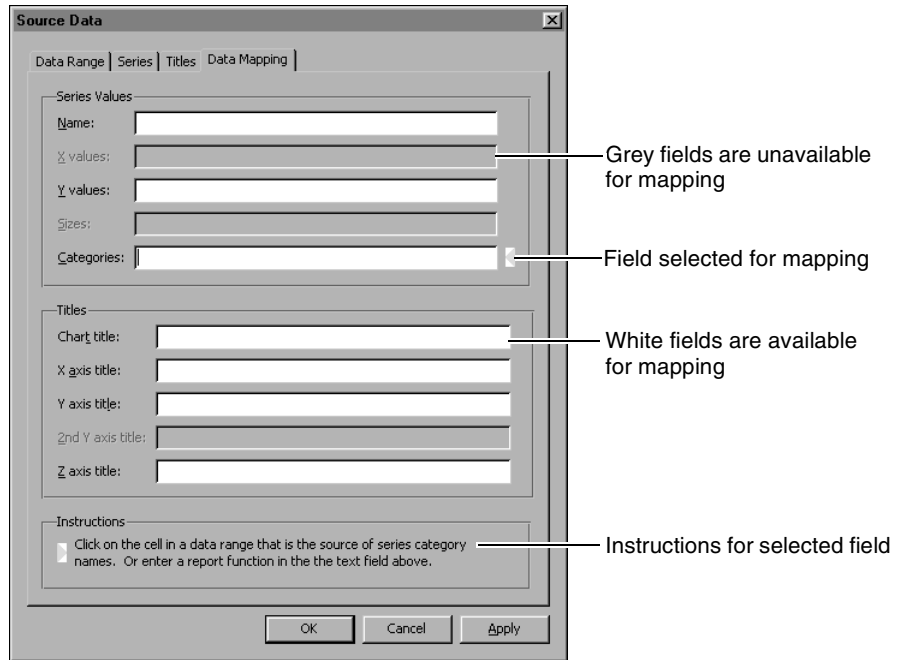 Source Data
Data Range
Series
Titles
Data Mapping
Series Values
Name:
X values:
Y values:
Sizes:
Categories:
Grey fields are unavailable
for mapping
Field selected for mapping
Titles
Chart title:
X axis title:
Y axis title:
2nd Y axis title:
Z axis title:
White fields are available
for mapping
Instructions
Click on the cell in a data range that is the source of series category
names. Or enter a report function in the the text field above.
Instructions for selected field
OK
Cancel
Apply